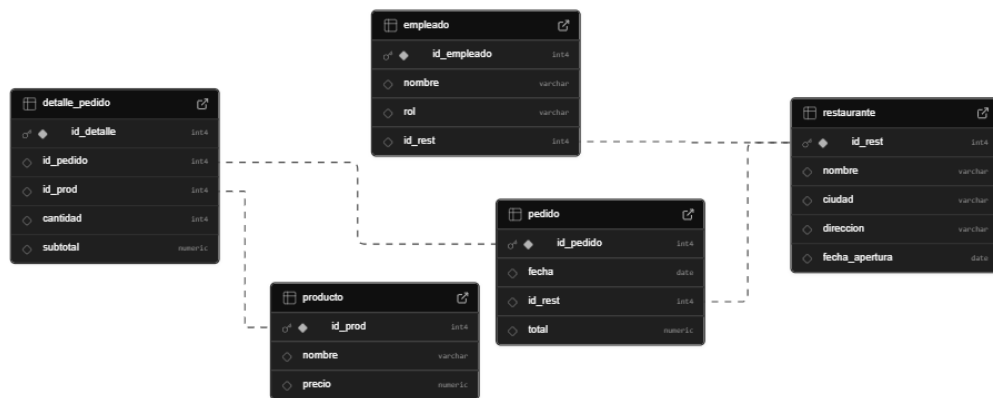 empleado
id_empleado int4
nombre varchar
rol varchar
id_rest int4
detalle_pedido
id_detalle int4
id_pedido int4
id_prod int4
cantidad int4
subtotal numeric
restaurante
id_rest int4
nombre varchar
ciudad varchar
direccion varchar
fecha_apertura date
pedido
id_pedido int4
fecha date
id_rest int4
total numeric
producto
id_prod int4
nombre varchar
precio numeric